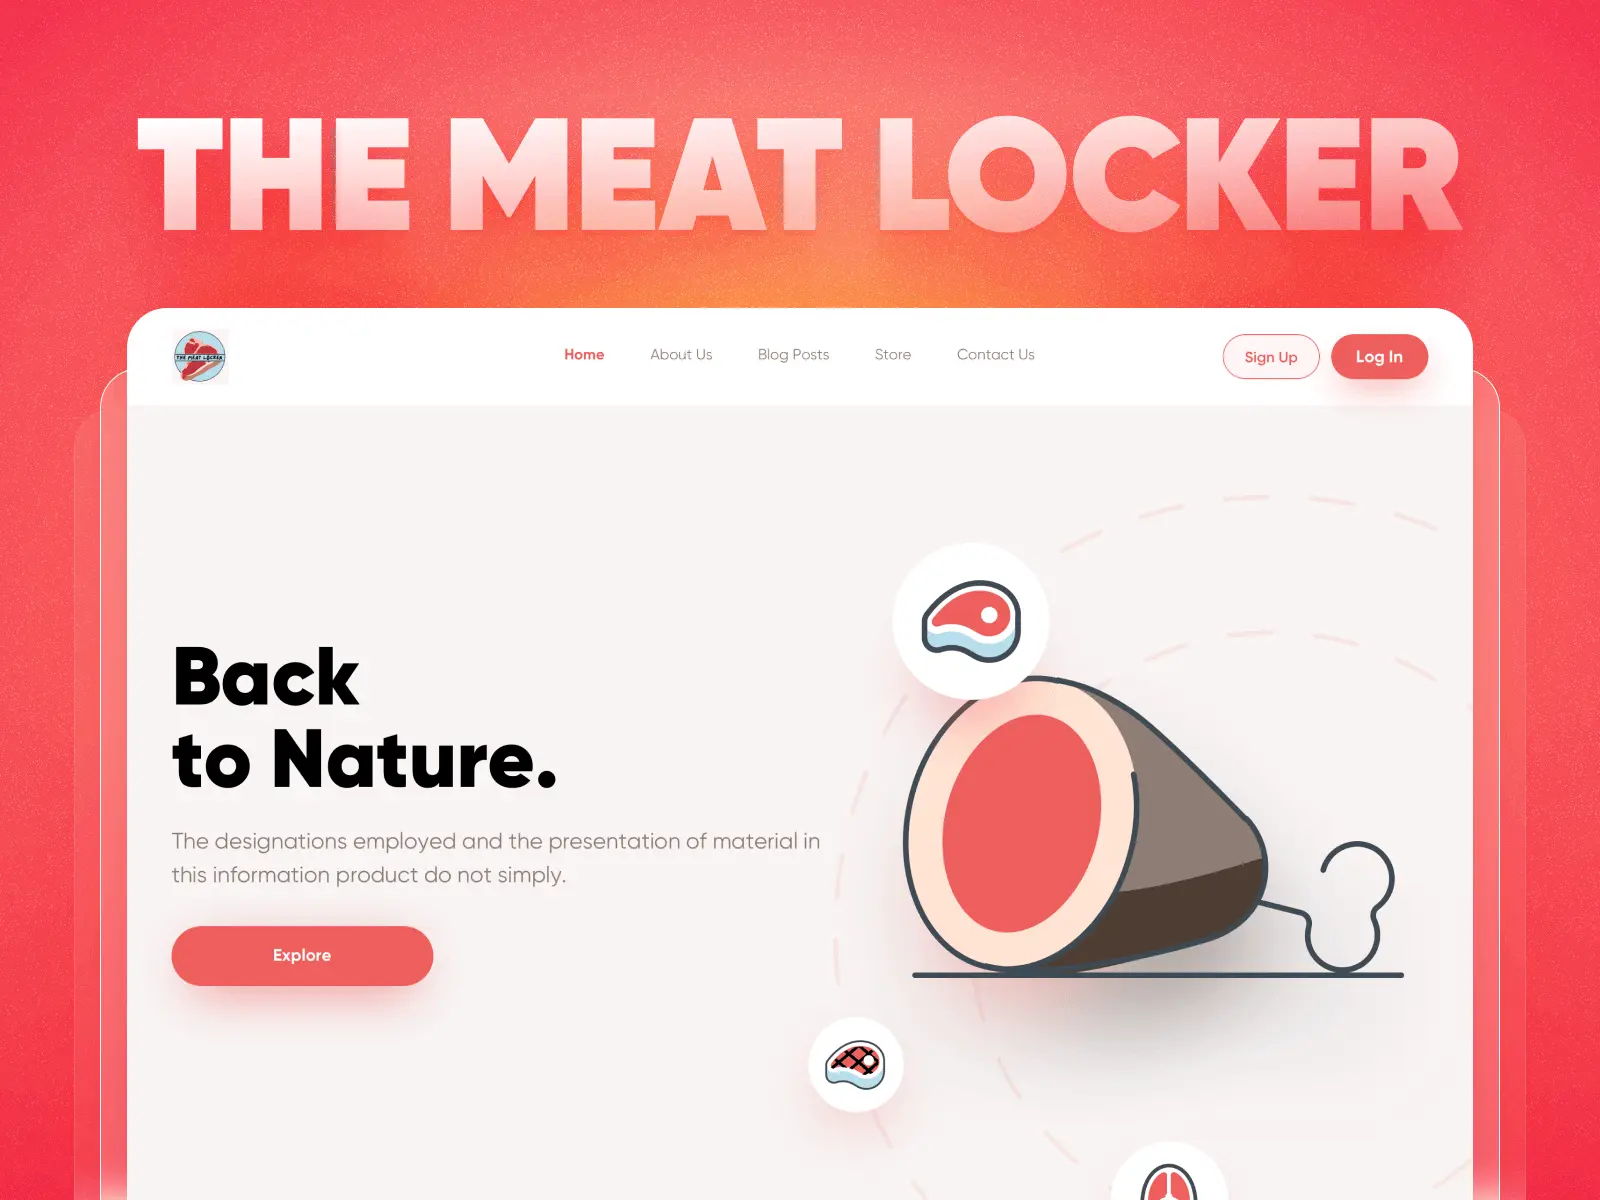 THE MEAT LOCKER
THE MEAT LOCKER
Home
About Us
Blog Posts
Store
Contact Us
Sign Up
Log In
Back
to Nature.
The designations employed and the presentation of material in
this information product do not simply.
Explore